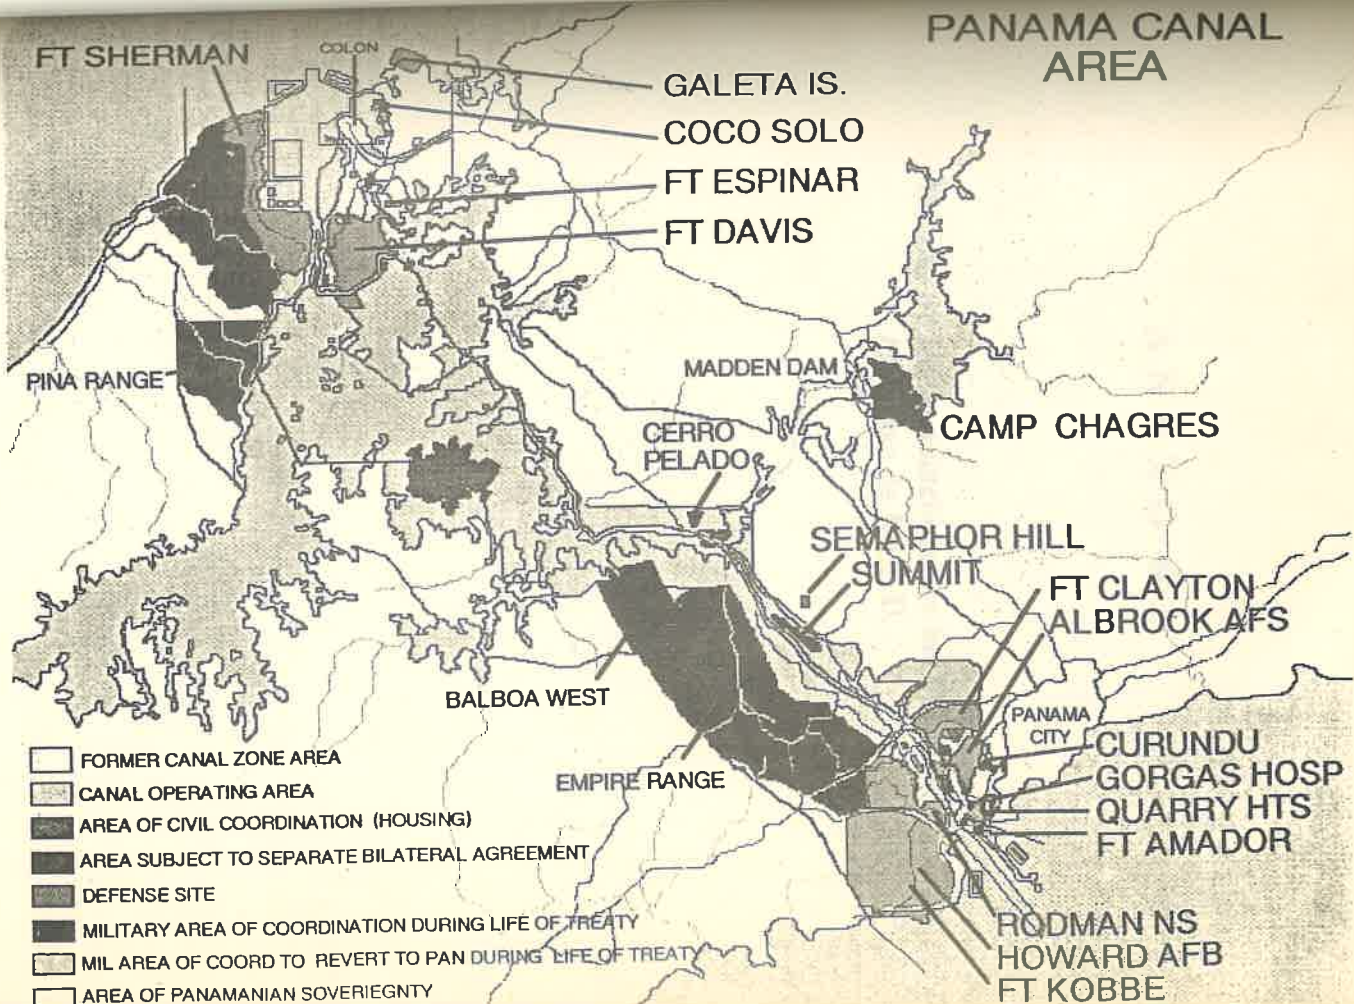 PANAMA CANAL
AREA
FT SHERMAN
COLON
GALETA IS.
COCO SOLO
FT ESPINAR
FT DAVIS
PINA RANGE
MADDEN DAM
CAMP CHAGRES
CERRO
PELADO
SEMAPHOR HILL
SUMMIT
FT CLAYTON
ALBROOK AFS
BALBOA WEST
PANAMA
CITY
CURUNDU
GORGAS HOSP
QUARRY HTS
FT AMADOR
EMPIRE RANGE
RODMAN NS
HOWARD AFB
FT KOBBE
FORMER CANAL ZONE AREA
CANAL OPERATING AREA
AREA OF CIVIL COORDINATION (HOUSING)
AREA SUBJECT TO SEPARATE BILATERAL AGREEMENT
DEFENSE SITE
MILITARY AREA OF COORDINATION DURING LIFE OF TREATY
MIL AREA OF COORD TO REVERT TO PAN DURING LIFE OF TREATY
AREA OF PANAMANIAN SOVERIEGNTY